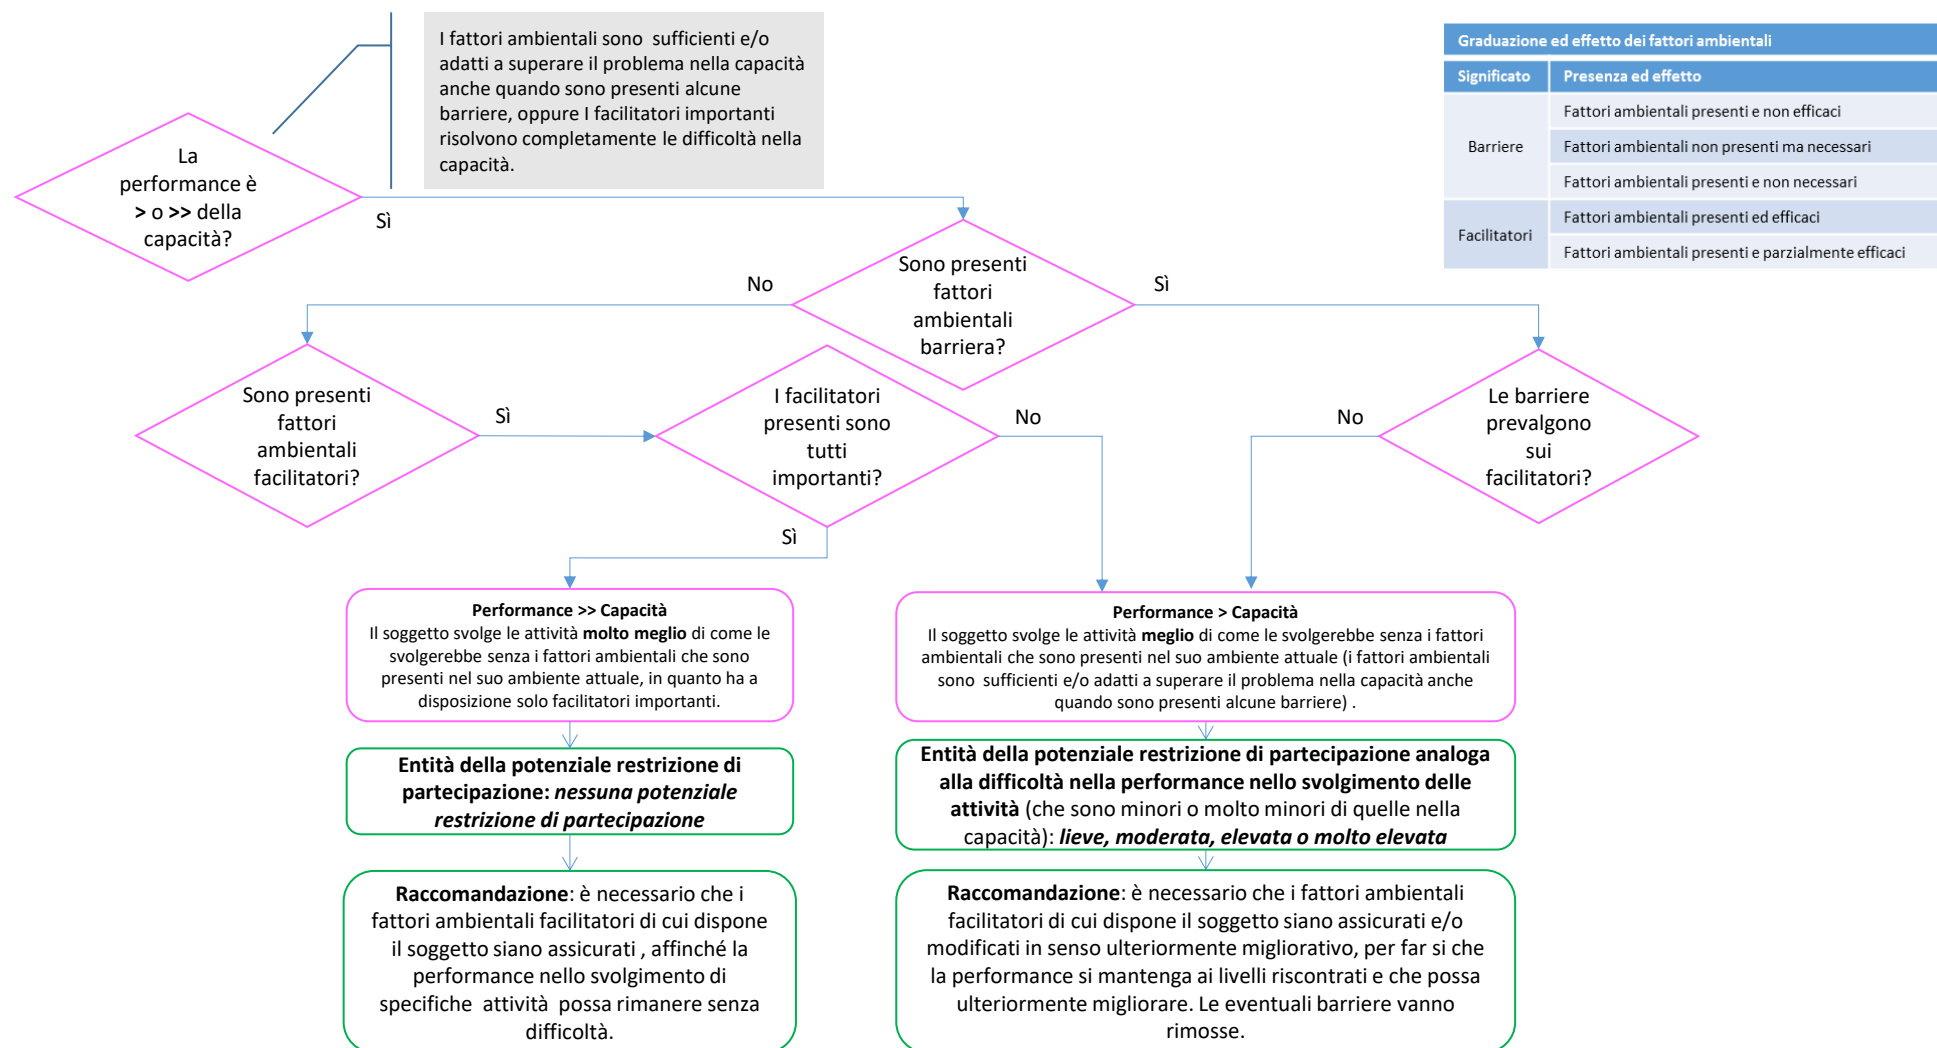 I fattori ambientali sono  sufficienti e/o
adatti a superare il problema nella capacità
anche quando sono presenti alcune
barriere, oppure I facilitatori importanti
risolvono completamente le difficoltà nella
capacità.
Graduazione ed effetto dei fattori ambientali
Significato Presenza ed effetto
Barriere
Fattori ambientali presenti e non efficaci
Fattori ambientali non presenti ma necessari
Fattori ambientali presenti e non necessari
Facilitatori
Fattori ambientali presenti ed efficaci
Fattori ambientali presenti e parzialmente efficaci
La
performance è
> o >> della
capacità?
Sì
Sono presenti
fattori
ambientali
barriera?
No
Sì
Sono presenti
fattori
ambientali
facilitatori?
Sì
I facilitatori
presenti sono
tutti
importanti?
No
No
Le barriere
prevalgono
sui
facilitatori?
Sì
Performance >> Capacità
Il soggetto svolge le attività molto meglio di come le
svolgerebbe senza i fattori ambientali che sono
presenti nel suo ambiente attuale, in quanto ha a
disposizione solo facilitatori importanti.
Performance > Capacità
Il soggetto svolge le attività meglio di come le svolgerebbe senza i fattori
ambientali che sono presenti nel suo ambiente attuale (i fattori ambientali
sono  sufficienti e/o adatti a superare il problema nella capacità anche
quando sono presenti alcune barriere) .
Entità della potenziale restrizione di
partecipazione: nessuna potenziale
restrizione di partecipazione
Entità della potenziale restrizione di partecipazione analoga
alla difficoltà nella performance nello svolgimento delle
attività (che sono minori o molto minori di quelle nella
capacità): lieve, moderata, elevata o molto elevata
Raccomandazione: è necessario che i
fattori ambientali facilitatori di cui dispone
il soggetto siano assicurati , affinché la
performance nello svolgimento di
specifiche  attività  possa rimanere senza
difficoltà.
Raccomandazione: è necessario che i fattori ambientali
facilitatori di cui dispone il soggetto siano assicurati e/o
modificati in senso ulteriormente migliorativo, per far si che
la performance si mantenga ai livelli riscontrati e che possa
ulteriormente migliorare. Le eventuali barriere vanno
rimosse.